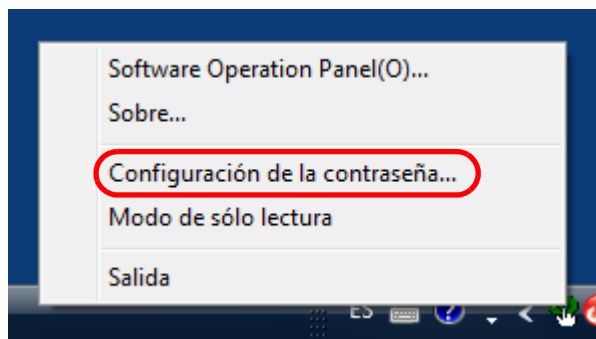 Software Operation Panel(O)...
Sobre...
Configuración de la contraseña...
Modo de sólo lectura
Salida
ES